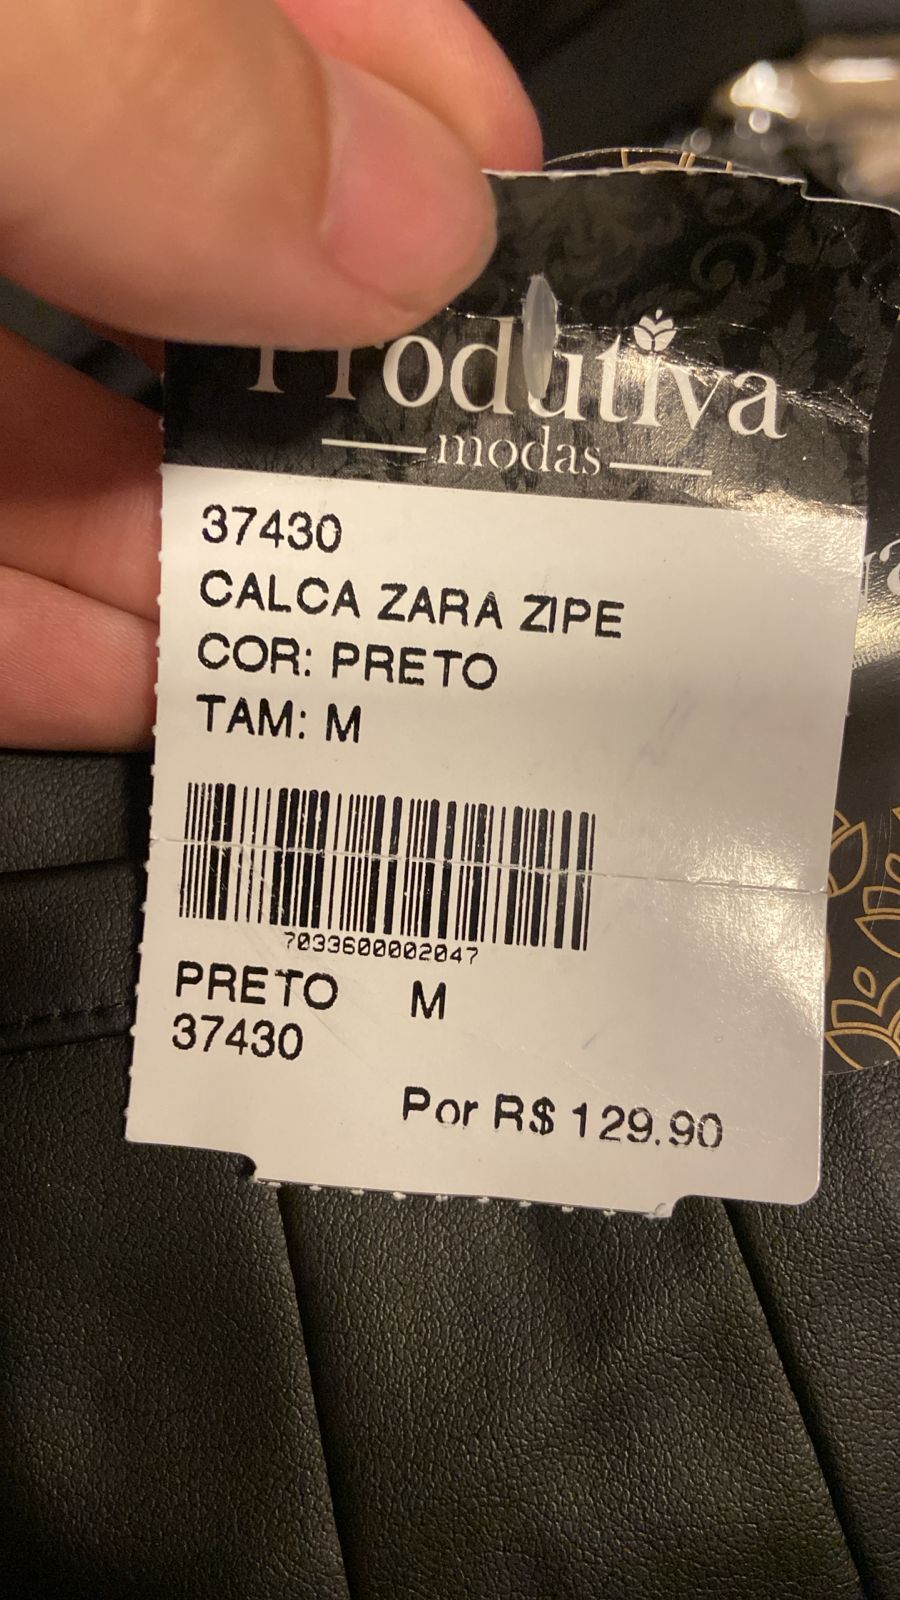 Produtiva
modas
37430
CALCA ZARA ZIPE
COR: PRETO
TAM: M
7033600002047
PRETO M
37430
Por R$ 129.90